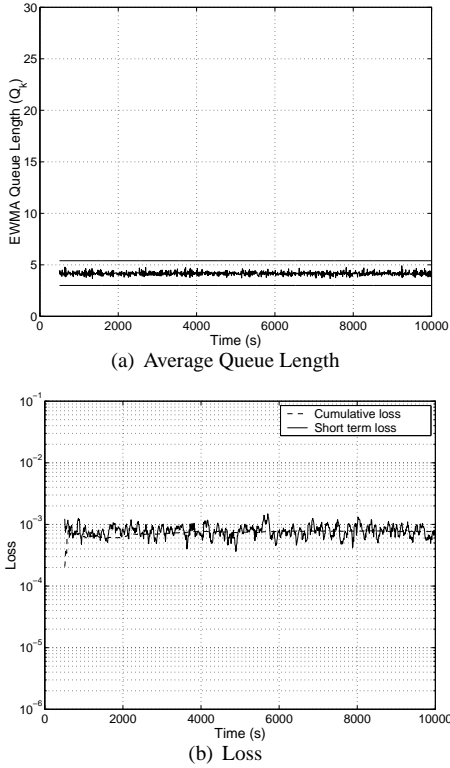 30
25
20
15
10
5
0
EWMA Queue Length (Q_k)
0 2000 4000 6000 8000 10000
Time (s)
(a) Average Queue Length
10^-1
10^-2
10^-3
10^-4
10^-5
10^-6
Loss
Cumulative loss
Short term loss
0 2000 4000 6000 8000 10000
Time (s)
(b) Loss